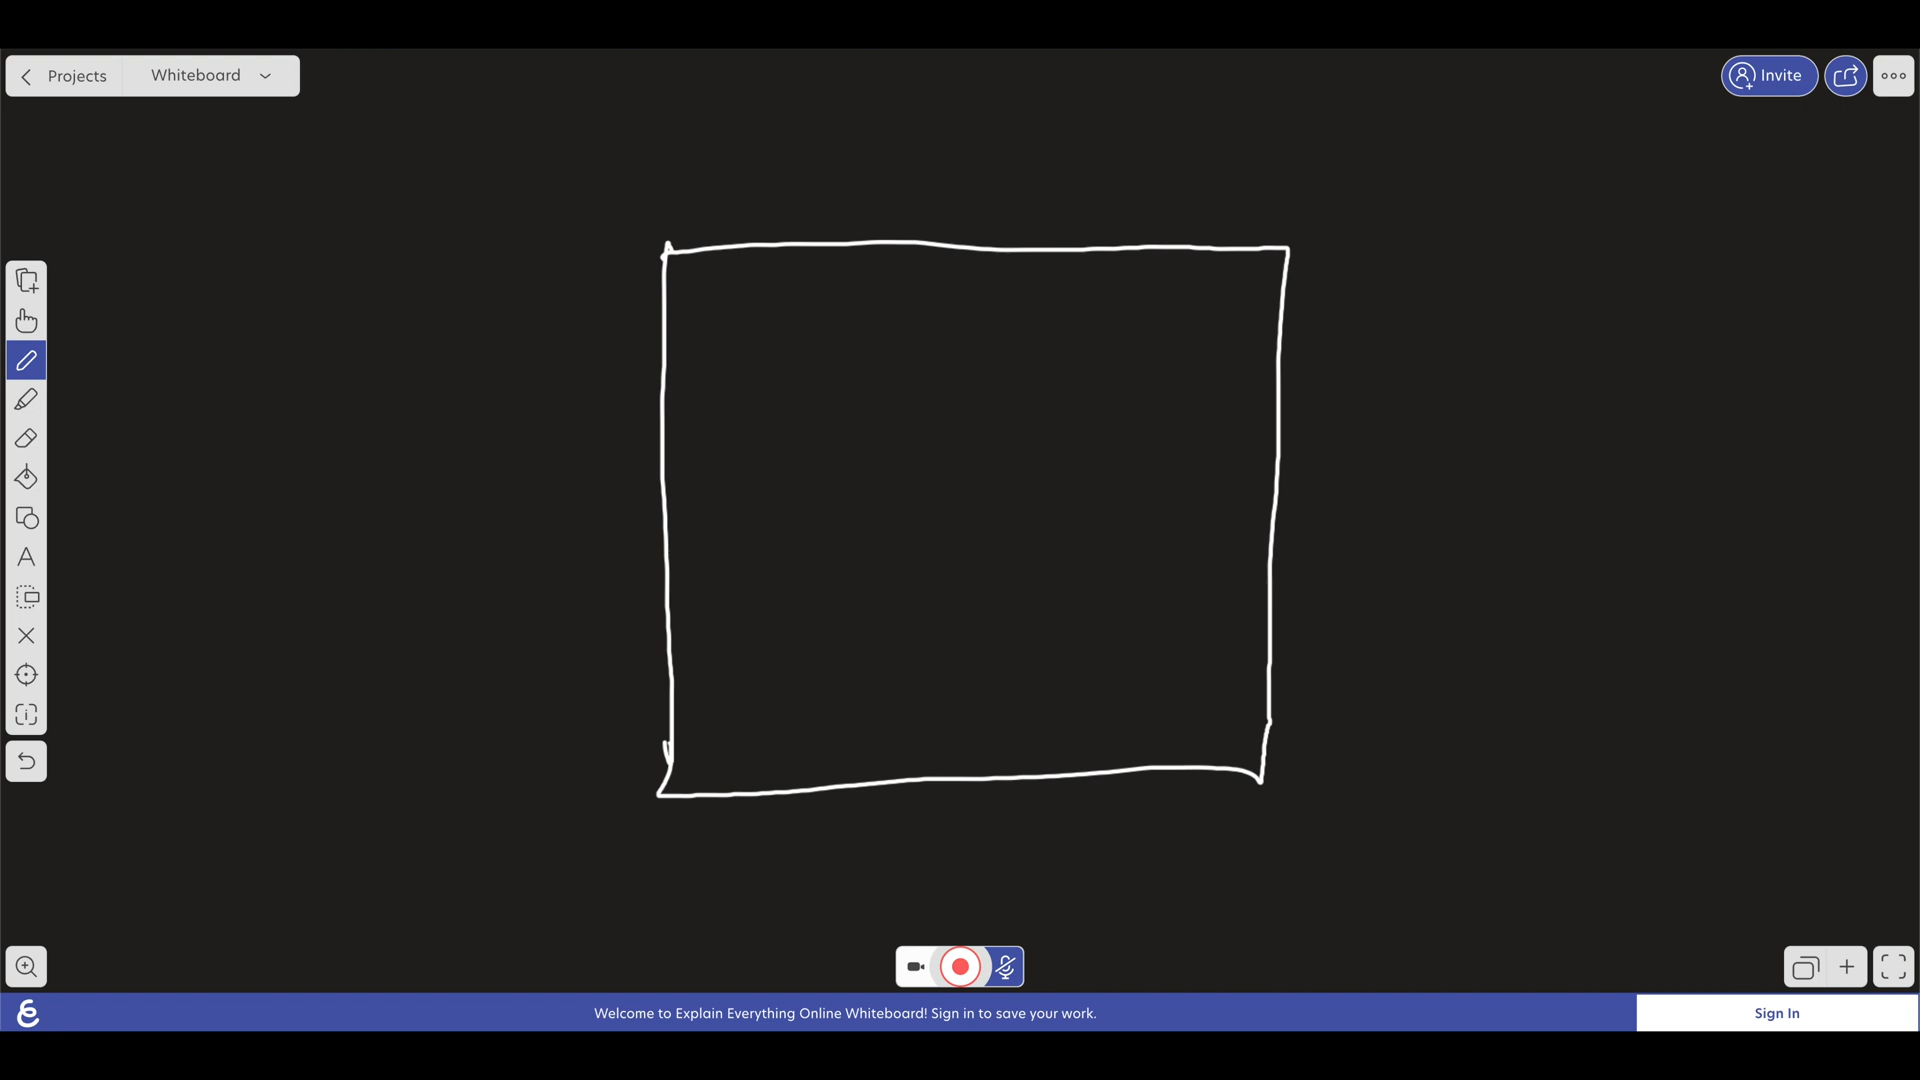 Projects
Whiteboard
Invite
A
Welcome to Explain Everything Online Whiteboard! Sign in to save your work.
Sign In